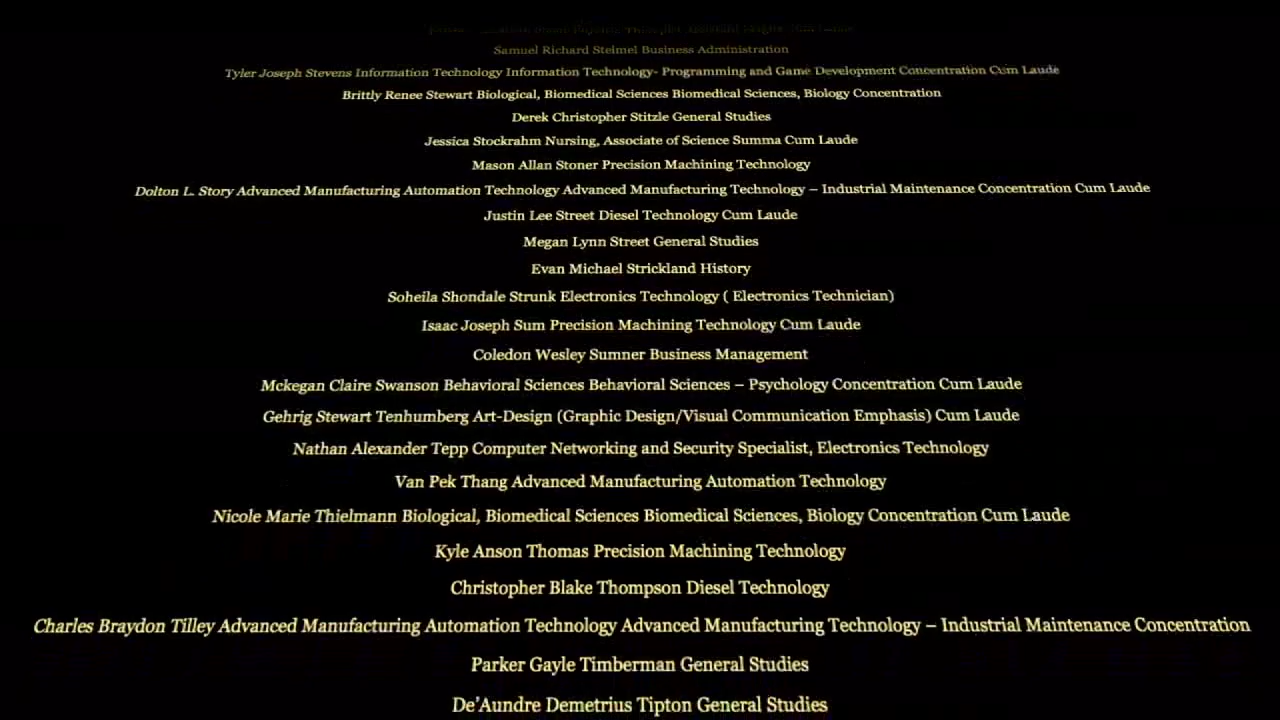 Samuel Richard Steimel Business Administration
Tyler Joseph Stevens Information Technology Information Technology- Programming and Game Development Concentration Cum Laude
Brittly Renee Stewart Biological, Biomedical Sciences Biomedical Sciences, Biology Concentration
Derek Christopher Stitzle General Studies
Jessica Stockrahm Nursing, Associate of Science Summa Cum Laude
Mason Allan Stoner Precision Machining Technology
Dolton L. Story Advanced Manufacturing Automation Technology Advanced Manufacturing Technology – Industrial Maintenance Concentration Cum Laude
Justin Lee Street Diesel Technology Cum Laude
Megan Lynn Street General Studies
Evan Michael Strickland History
Soheila Shondale Strunk Electronics Technology ( Electronics Technician)
Isaac Joseph Sum Precision Machining Technology Cum Laude
Coledon Wesley Sumner Business Management
Mckegan Claire Swanson Behavioral Sciences Behavioral Sciences – Psychology Concentration Cum Laude
Gehrig Stewart Tenhumberg Art-Design (Graphic Design/Visual Communication Emphasis) Cum Laude
Nathan Alexander Tepp Computer Networking and Security Specialist, Electronics Technology
Van Pek Thang Advanced Manufacturing Automation Technology
Nicole Marie Thielmann Biological, Biomedical Sciences Biomedical Sciences, Biology Concentration Cum Laude
Kyle Anson Thomas Precision Machining Technology
Christopher Blake Thompson Diesel Technology
Charles Braydon Tilley Advanced Manufacturing Automation Technology Advanced Manufacturing Technology – Industrial Maintenance Concentration
Parker Gayle Timberman General Studies
De'Aundre Demetrius Tipton General Studies